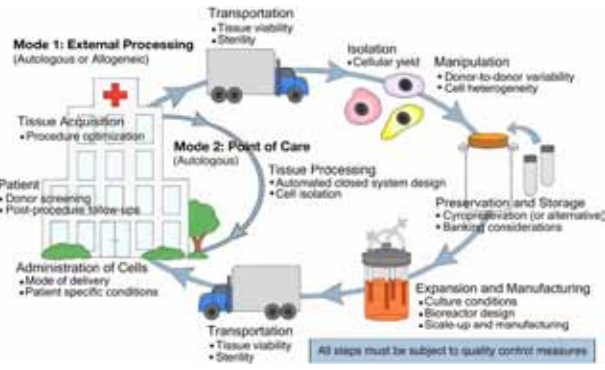 Transportation
• Tissue viability
• Sterility
Mode 1: External Processing
(Autologous or Allogeneic)
Isolation
• Cellular yield
Manipulation
• Donor-to-donor variability
• Cell heterogeneity
Tissue Acquisition
• Procedure optimization
Mode 2: Point of Care
(Autologous)
Tissue Processing
• Automated closed system design
• Cell isolation
Patient
• Donor screening
• Post-procedure follow-ups
Preservation and Storage
• Cyropreservation (or alternative)
• Banking considerations
Administration of Cells
• Mode of delivery
• Patient specific conditions
Expansion and Manufacturing
• Culture conditions
• Bioreactor design
• Scale-up and manufacturing
Transportation
• Tissue viability
• Sterility
All steps must be subject to quality control measures